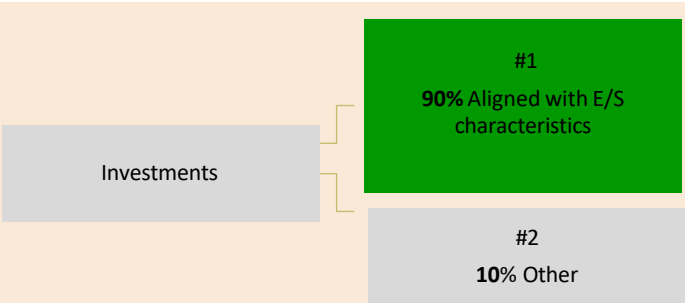 Investments
#1
90% Aligned with E/S
characteristics
#2
10% Other